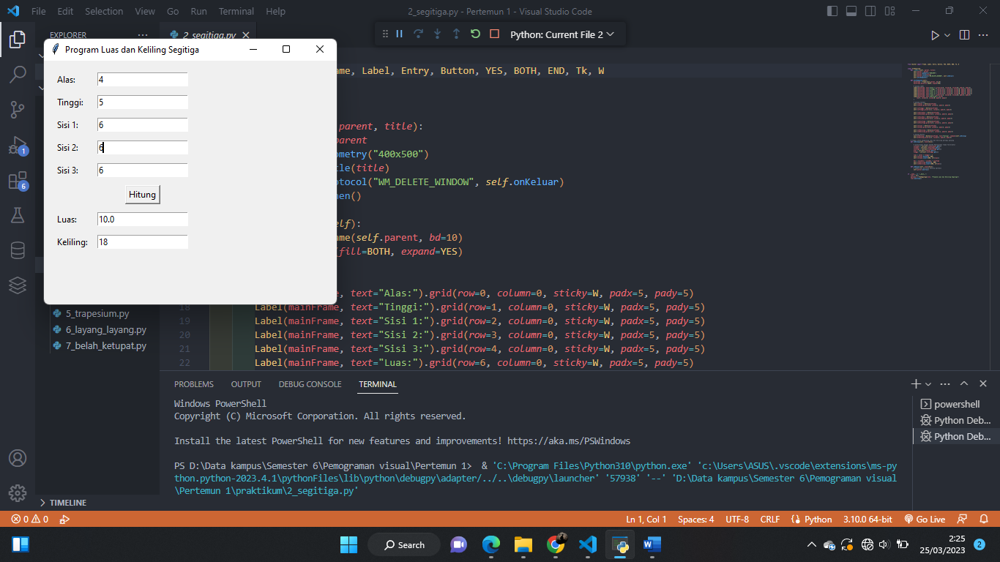 File Edit Selection View Go Run Terminal Help 2_segitiga.py - Pertemun 1 - Visual Studio Code
EXPLORER
2_segitiga.py
Python: Current File 2
Program Luas dan Keliling Segitiga
Alas: 4
Tinggi: 5
Sisi 1: 6
Sisi 2: 6
Sisi 3: 6
Hitung
Luas: 10.0
Keliling: 18
me, Label, Entry, Button, YES, BOTH, END, Tk, W
parent, title):
parent
ometry("400x500")
tle(title)
otocol("WM_DELETE_WINDOW", self.onKeluar)
nen()
elf):
ame(self.parent, bd=10)
(fill=BOTH, expand=YES)
e, text="Alas:").grid(row=0, column=0, sticky=W, padx=5, pady=5)
18 Label(mainFrame, text="Tinggi:").grid(row=1, column=0, sticky=W, padx=5, pady=5)
19 Label(mainFrame, text="Sisi 1:").grid(row=2, column=0, sticky=W, padx=5, pady=5)
20 Label(mainFrame, text="Sisi 2:").grid(row=3, column=0, sticky=W, padx=5, pady=5)
21 Label(mainFrame, text="Sisi 3:").grid(row=4, column=0, sticky=W, padx=5, pady=5)
22 Label(mainFrame, text="Luas:").grid(row=6, column=0, sticky=W, padx=5, pady=5)
5_trapesium.py
6_layang_layang.py
7_belah_ketupat.py
TIMELINE
1
6
PROBLEMS OUTPUT DEBUG CONSOLE TERMINAL
Windows PowerShell
Copyright (C) Microsoft Corporation. All rights reserved.
Install the latest PowerShell for new features and improvements! https://aka.ms/PSWindows
PS D:\Data kampus\Semester 6\Pemograman visual\Pertemun 1>  & 'C:\Program Files\Python310\python.exe' 'c:\Users\ASUS\.vscode\extensions\ms-py
thon.python-2023.4.1\pythonFiles\lib\python\debugpy\adapter/../..\debugpy\launcher' '57938' '--' 'D:\Data kampus\Semester 6\Pemograman visual
\Pertemun 1\praktikum\2_segitiga.py'
powershell
Python Deb...
Python Deb...
0 0 Ln 1, Col 1 Spaces: 4 UTF-8 CRLF Python 3.10.0 64-bit Go Live
Search
2:25
25/03/2023
2